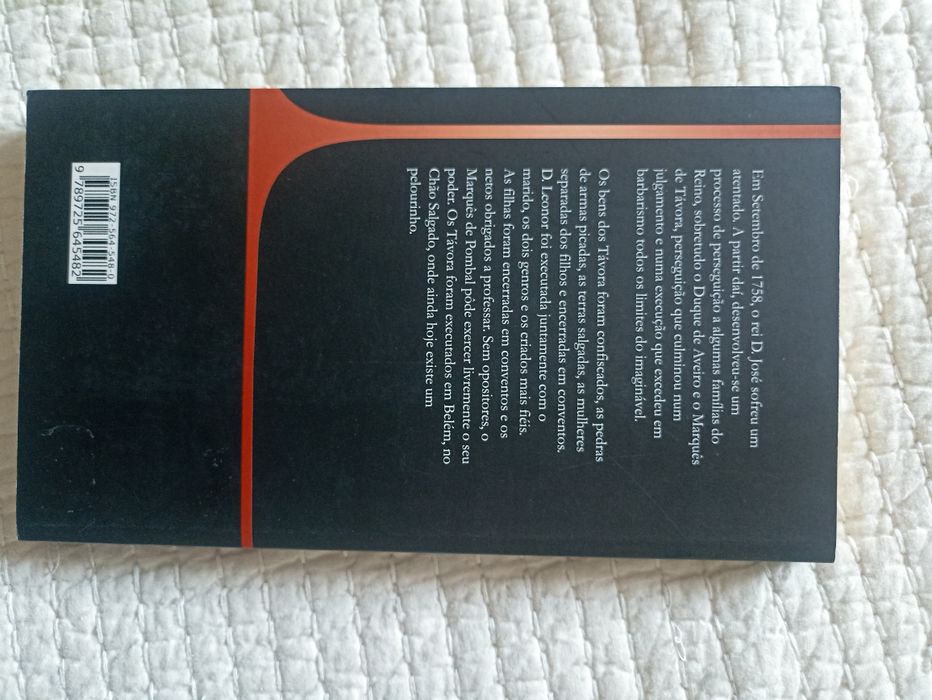 Em Setembro de 1758, o rei D. José sofreu um
atentado. A partir daí, desenvolveu-se um
processo de perseguição a algumas famílias do
Reino, sobretudo o Duque de Aveiro e o Marquês
de Távora, perseguição que culminou num
julgamento e numa execução que excedeu em
barbarismo todos os limites do imaginável.
Os bens dos Távora foram confiscados, as pedras
de armas picadas, as terras salgadas, as mulheres
separadas dos filhos e encerradas em conventos.
D. Leonor foi executada juntamente com o
marido, os dois genros e os criados mais fiéis.
As filhas foram encerradas em conventos e os
netos obrigados a professar. Sem opositores, o
Marquês de Pombal pôde exercer livremente o seu
poder. Os Távora foram executados em Belém, no
Chão Salgado, onde ainda hoje existe um
pelourinho.
ISBN 972-564-548-0
9 789725 645482